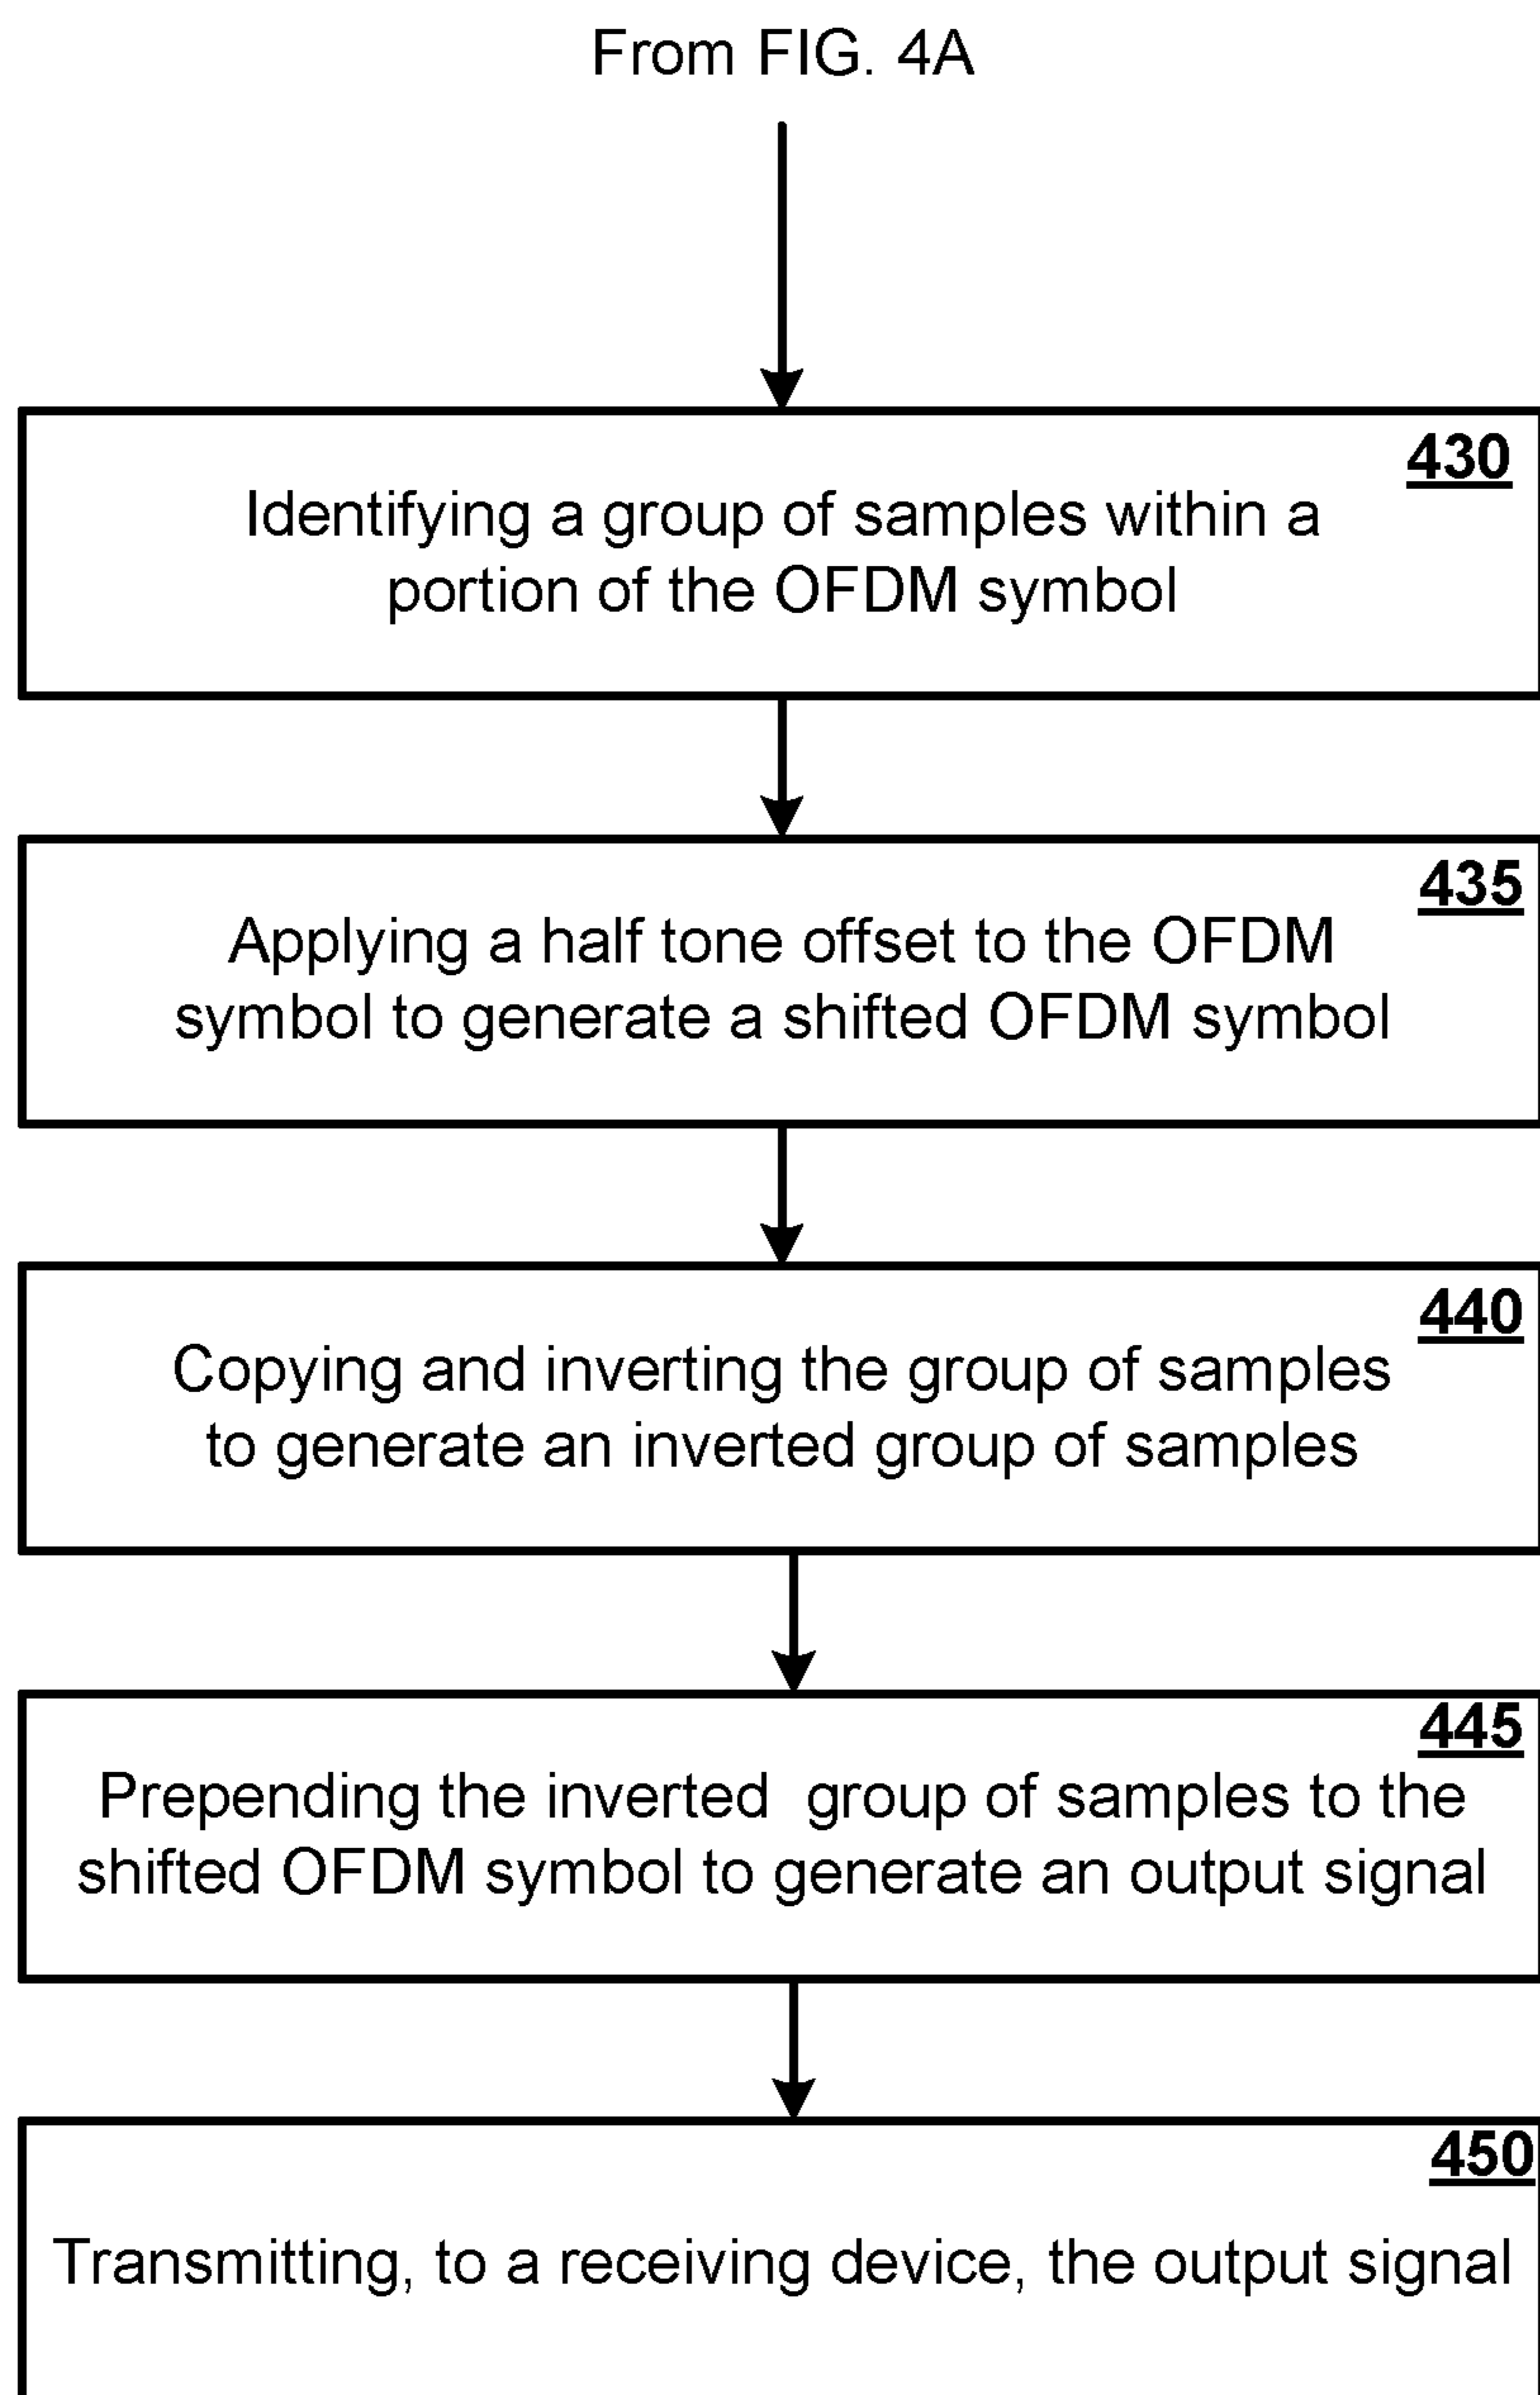 From FIG. 4A
430
Identifying a group of samples within a
portion of the OFDM symbol
435
Applying a half tone offset to the OFDM
symbol to generate a shifted OFDM symbol
440
Copying and inverting the group of samples
to generate an inverted group of samples
445
Prepending the inverted  group of samples to the
shifted OFDM symbol to generate an output signal
450
Transmitting, to a receiving device, the output signal